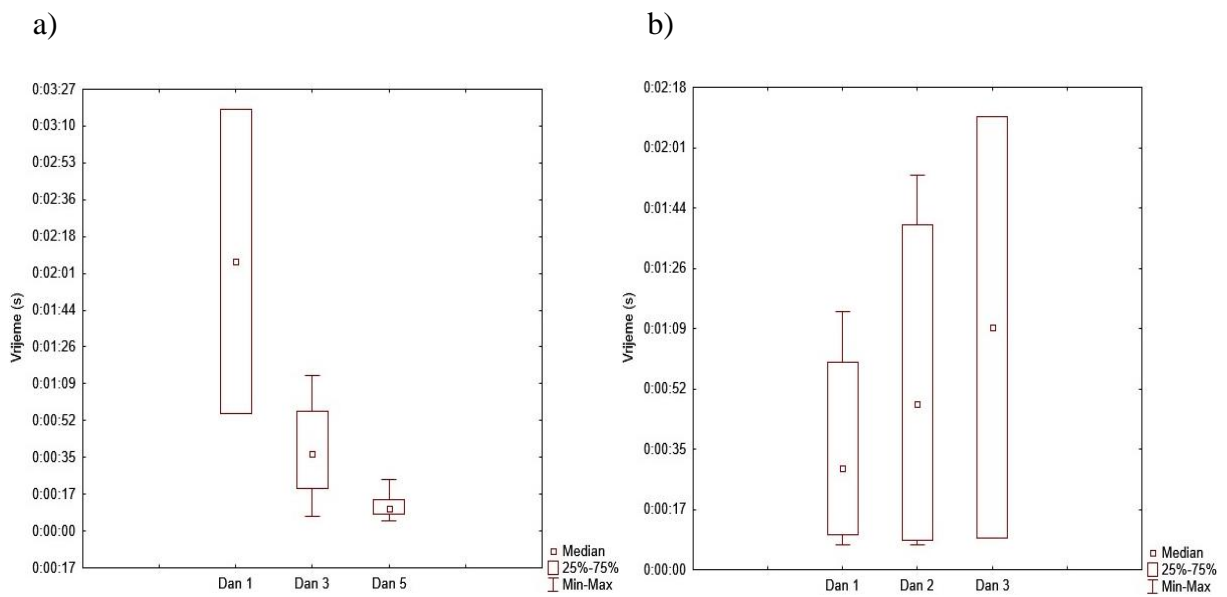 a)
b)
0:03:27
0:03:10
0:02:53
0:02:36
0:02:18
0:02:01
0:01:44
0:01:26
0:01:09
0:00:52
0:00:35
0:00:17
0:00:00
0:00:17
Vrijeme (s)
Dan 1 Dan 3 Dan 5
Median
25%-75%
Min-Max
0:02:18
0:02:01
0:01:44
0:01:26
0:01:09
0:00:52
0:00:35
0:00:17
0:00:00
Vrijeme (s)
Dan 1 Dan 2 Dan 3
Median
25%-75%
Min-Max